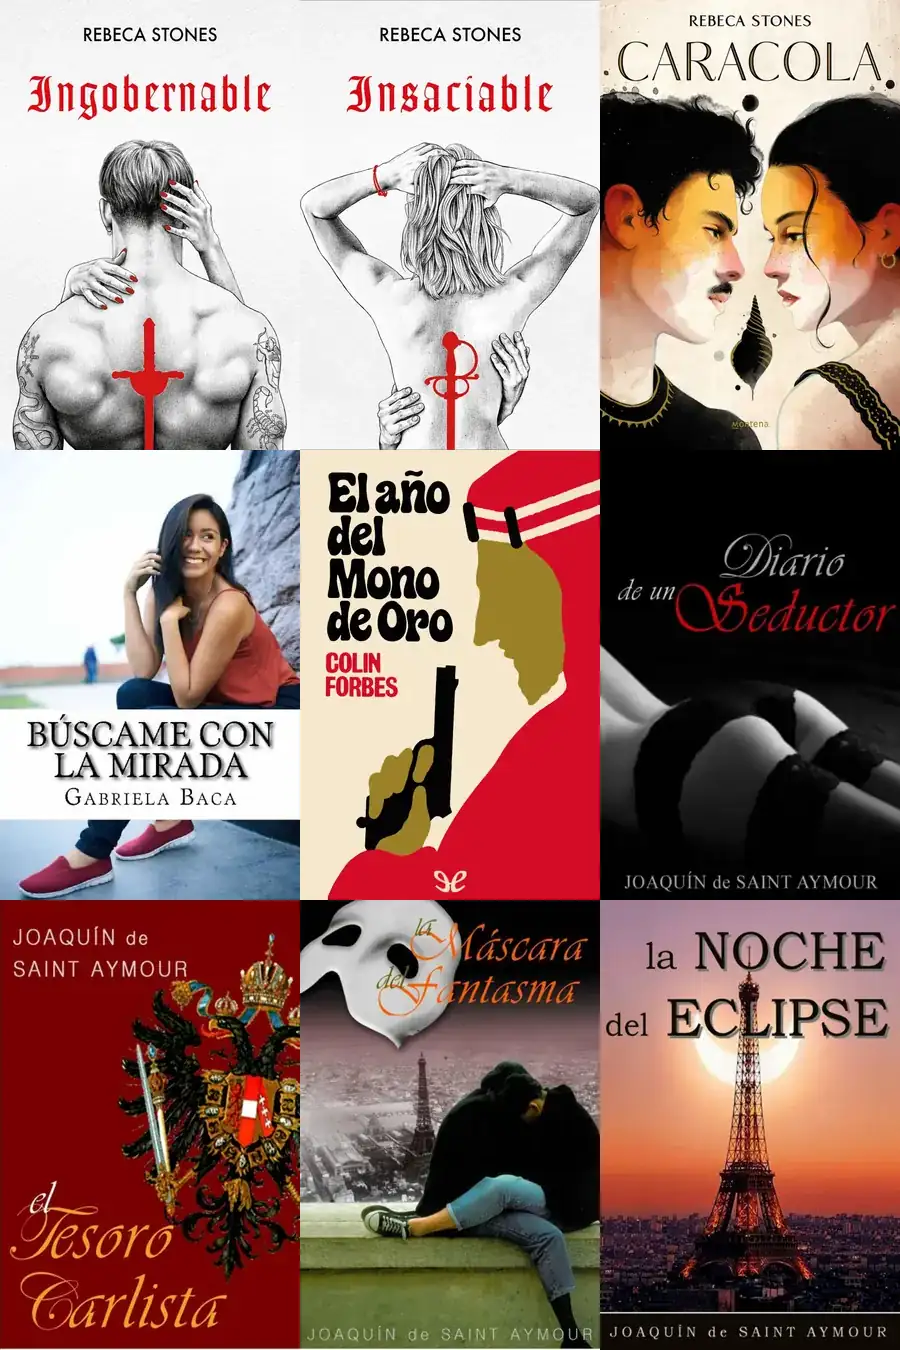 REBECA STONES
Ingobernable
REBECA STONES
Insaciable
REBECA STONES
CARACOLA
Montena
BÚSCAME CON
LA MIRADA
GABRIELA BACA
El año
del
Mono
de Oro
COLIN
FORBES
Diario
de un Seductor
JOAQUÍN de SAINT AYMOUR
JOAQUÍN de
SAINT AYMOUR
el
Tesoro
Carlista
la Máscara
del Fantasma
JOAQUÍN de SAINT AYMOUR
la NOCHE
del ECLIPSE
JOAQUÍN de SAINT AYMOUR